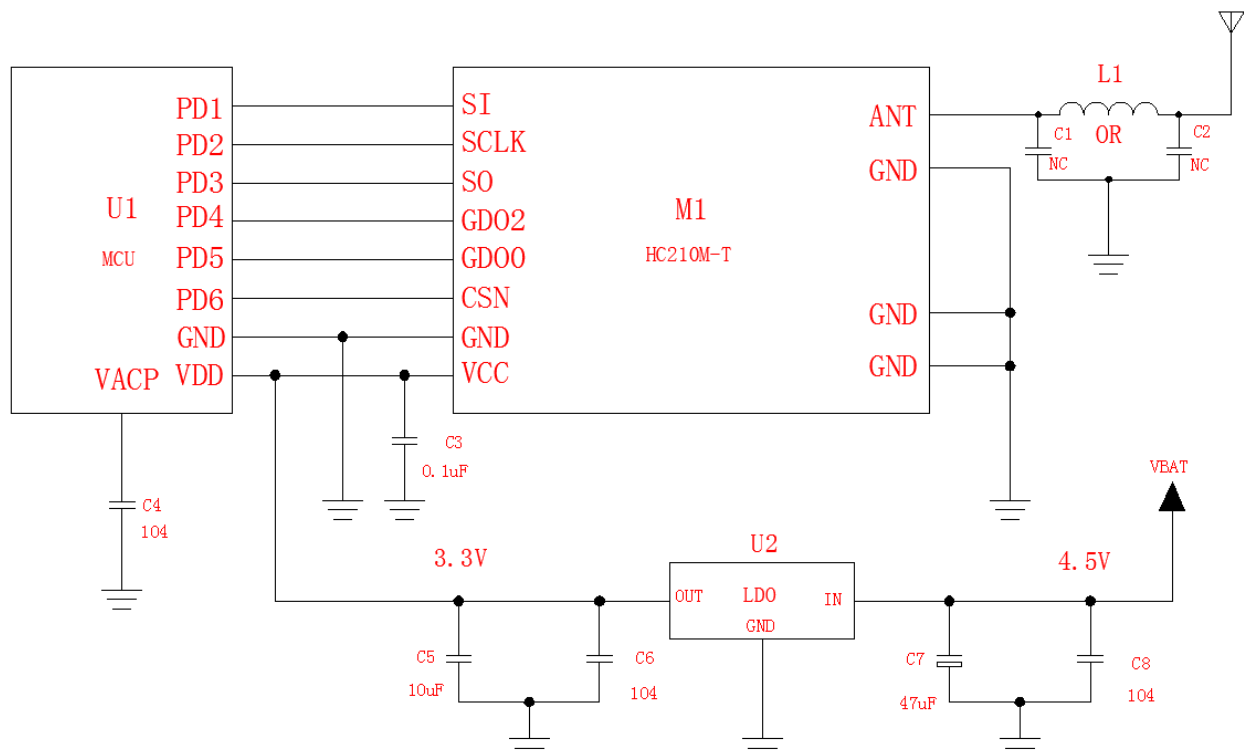 PD1
PD2
PD3
PD4
PD5
PD6
GND
VDD
VACP
U1
MCU
SI
SCLK
SO
GDO2
GDO0
CSN
GND
VCC
M1
HC210M-T
ANT
GND
GND
GND
L1
OR
C1
NC
C2
NC
C3
0.1uF
C4
104
3.3V
U2
OUT
LDO
IN
GND
4.5V
VBAT
C5
10uF
C6
104
C7
47uF
C8
104